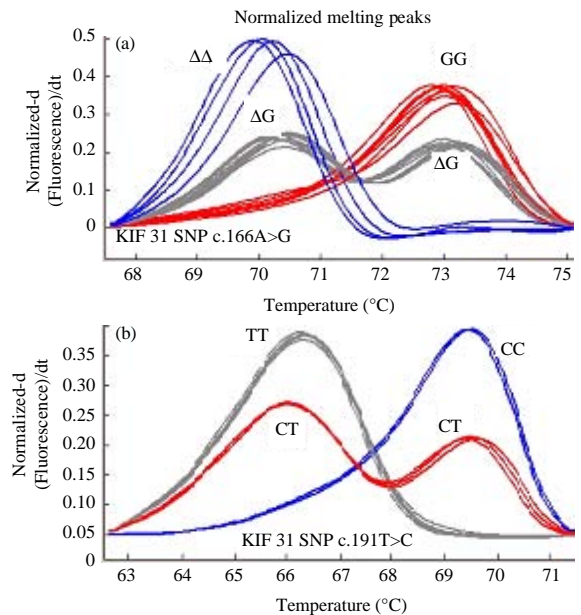 Normalized melting peaks
(a)
ΔΔ
GG
ΔG
ΔG
Normalized-d
(Fluorescence)/dt
0.5
0.4
0.3
0.2
0.1
0
KIF 31 SNP c.166A>G
68 69 70 71 72 73 74 75
Temperature (°C)
(b)
TT
CC
CT
CT
Normalized-d
(Fluorescence)/dt
0.35
0.30
0.25
0.20
0.15
0.10
0.05
0
KIF 31 SNP c.191T>C
63 64 65 66 67 68 69 70 71
Temperature (°C)